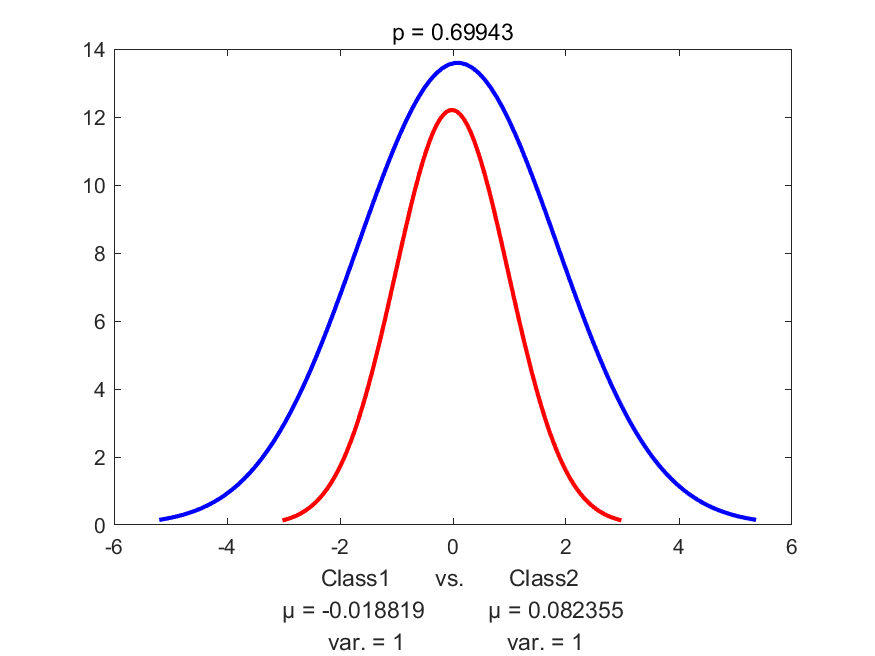 p = 0.69943
14
12
10
8
6
4
2
0
-6 -4 -2 0 2 4 6
Class1 vs. Class2
μ = -0.018819 μ = 0.082355
var. = 1 var. = 1